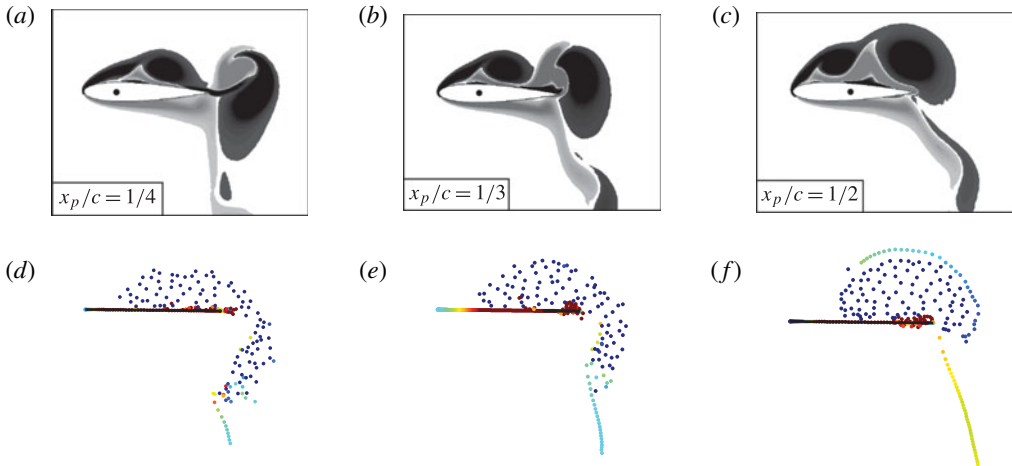 (a)
(b)
(c)
x_p/c = 1/4
x_p/c = 1/3
x_p/c = 1/2
(d)
(e)
(f)